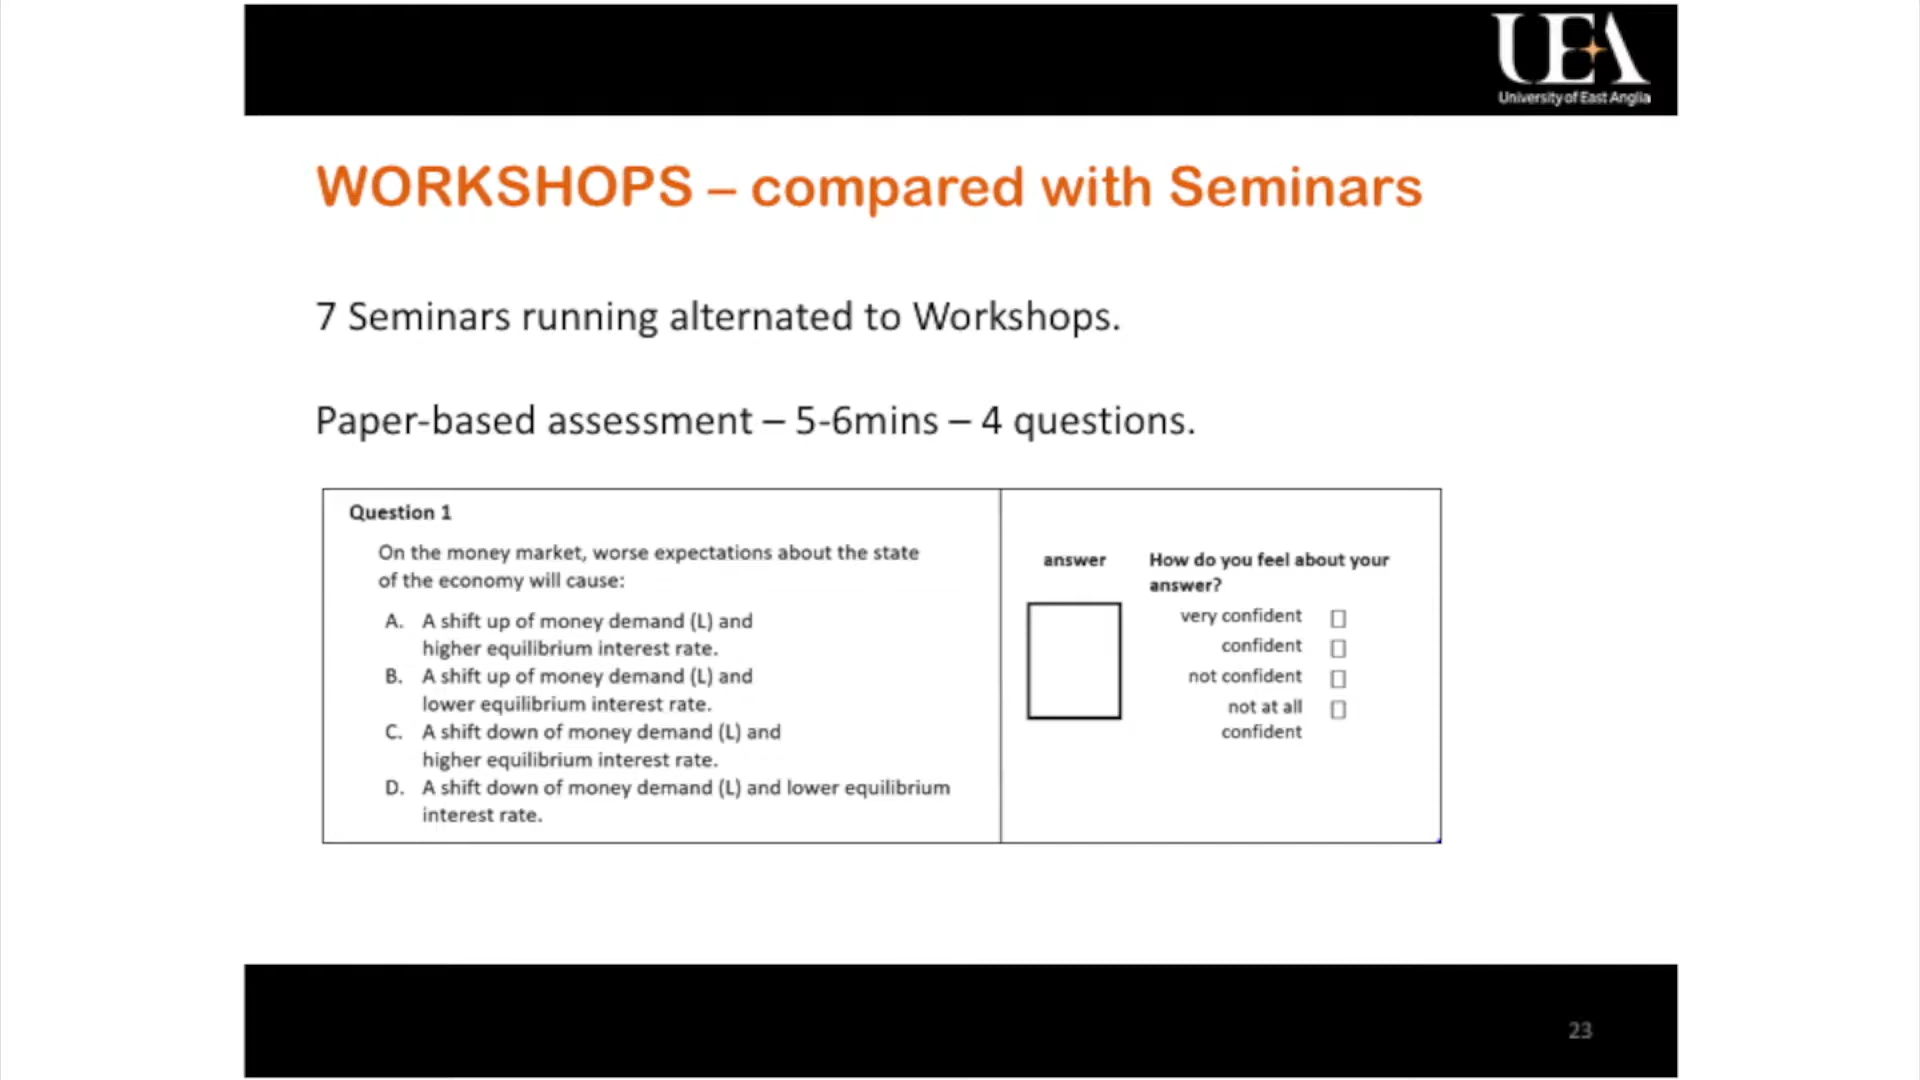 UEA
University of East Anglia
WORKSHOPS – compared with Seminars
7 Seminars running alternated to Workshops.
Paper-based assessment – 5-6mins – 4 questions.
Question 1
On the money market, worse expectations about the state
of the economy will cause:
A. A shift up of money demand (L) and
higher equilibrium interest rate.
B. A shift up of money demand (L) and
lower equilibrium interest rate.
C. A shift down of money demand (L) and
higher equilibrium interest rate.
D. A shift down of money demand (L) and lower equilibrium
interest rate.
answer
How do you feel about your
answer?
very confident
confident
not confident
not at all
confident
23